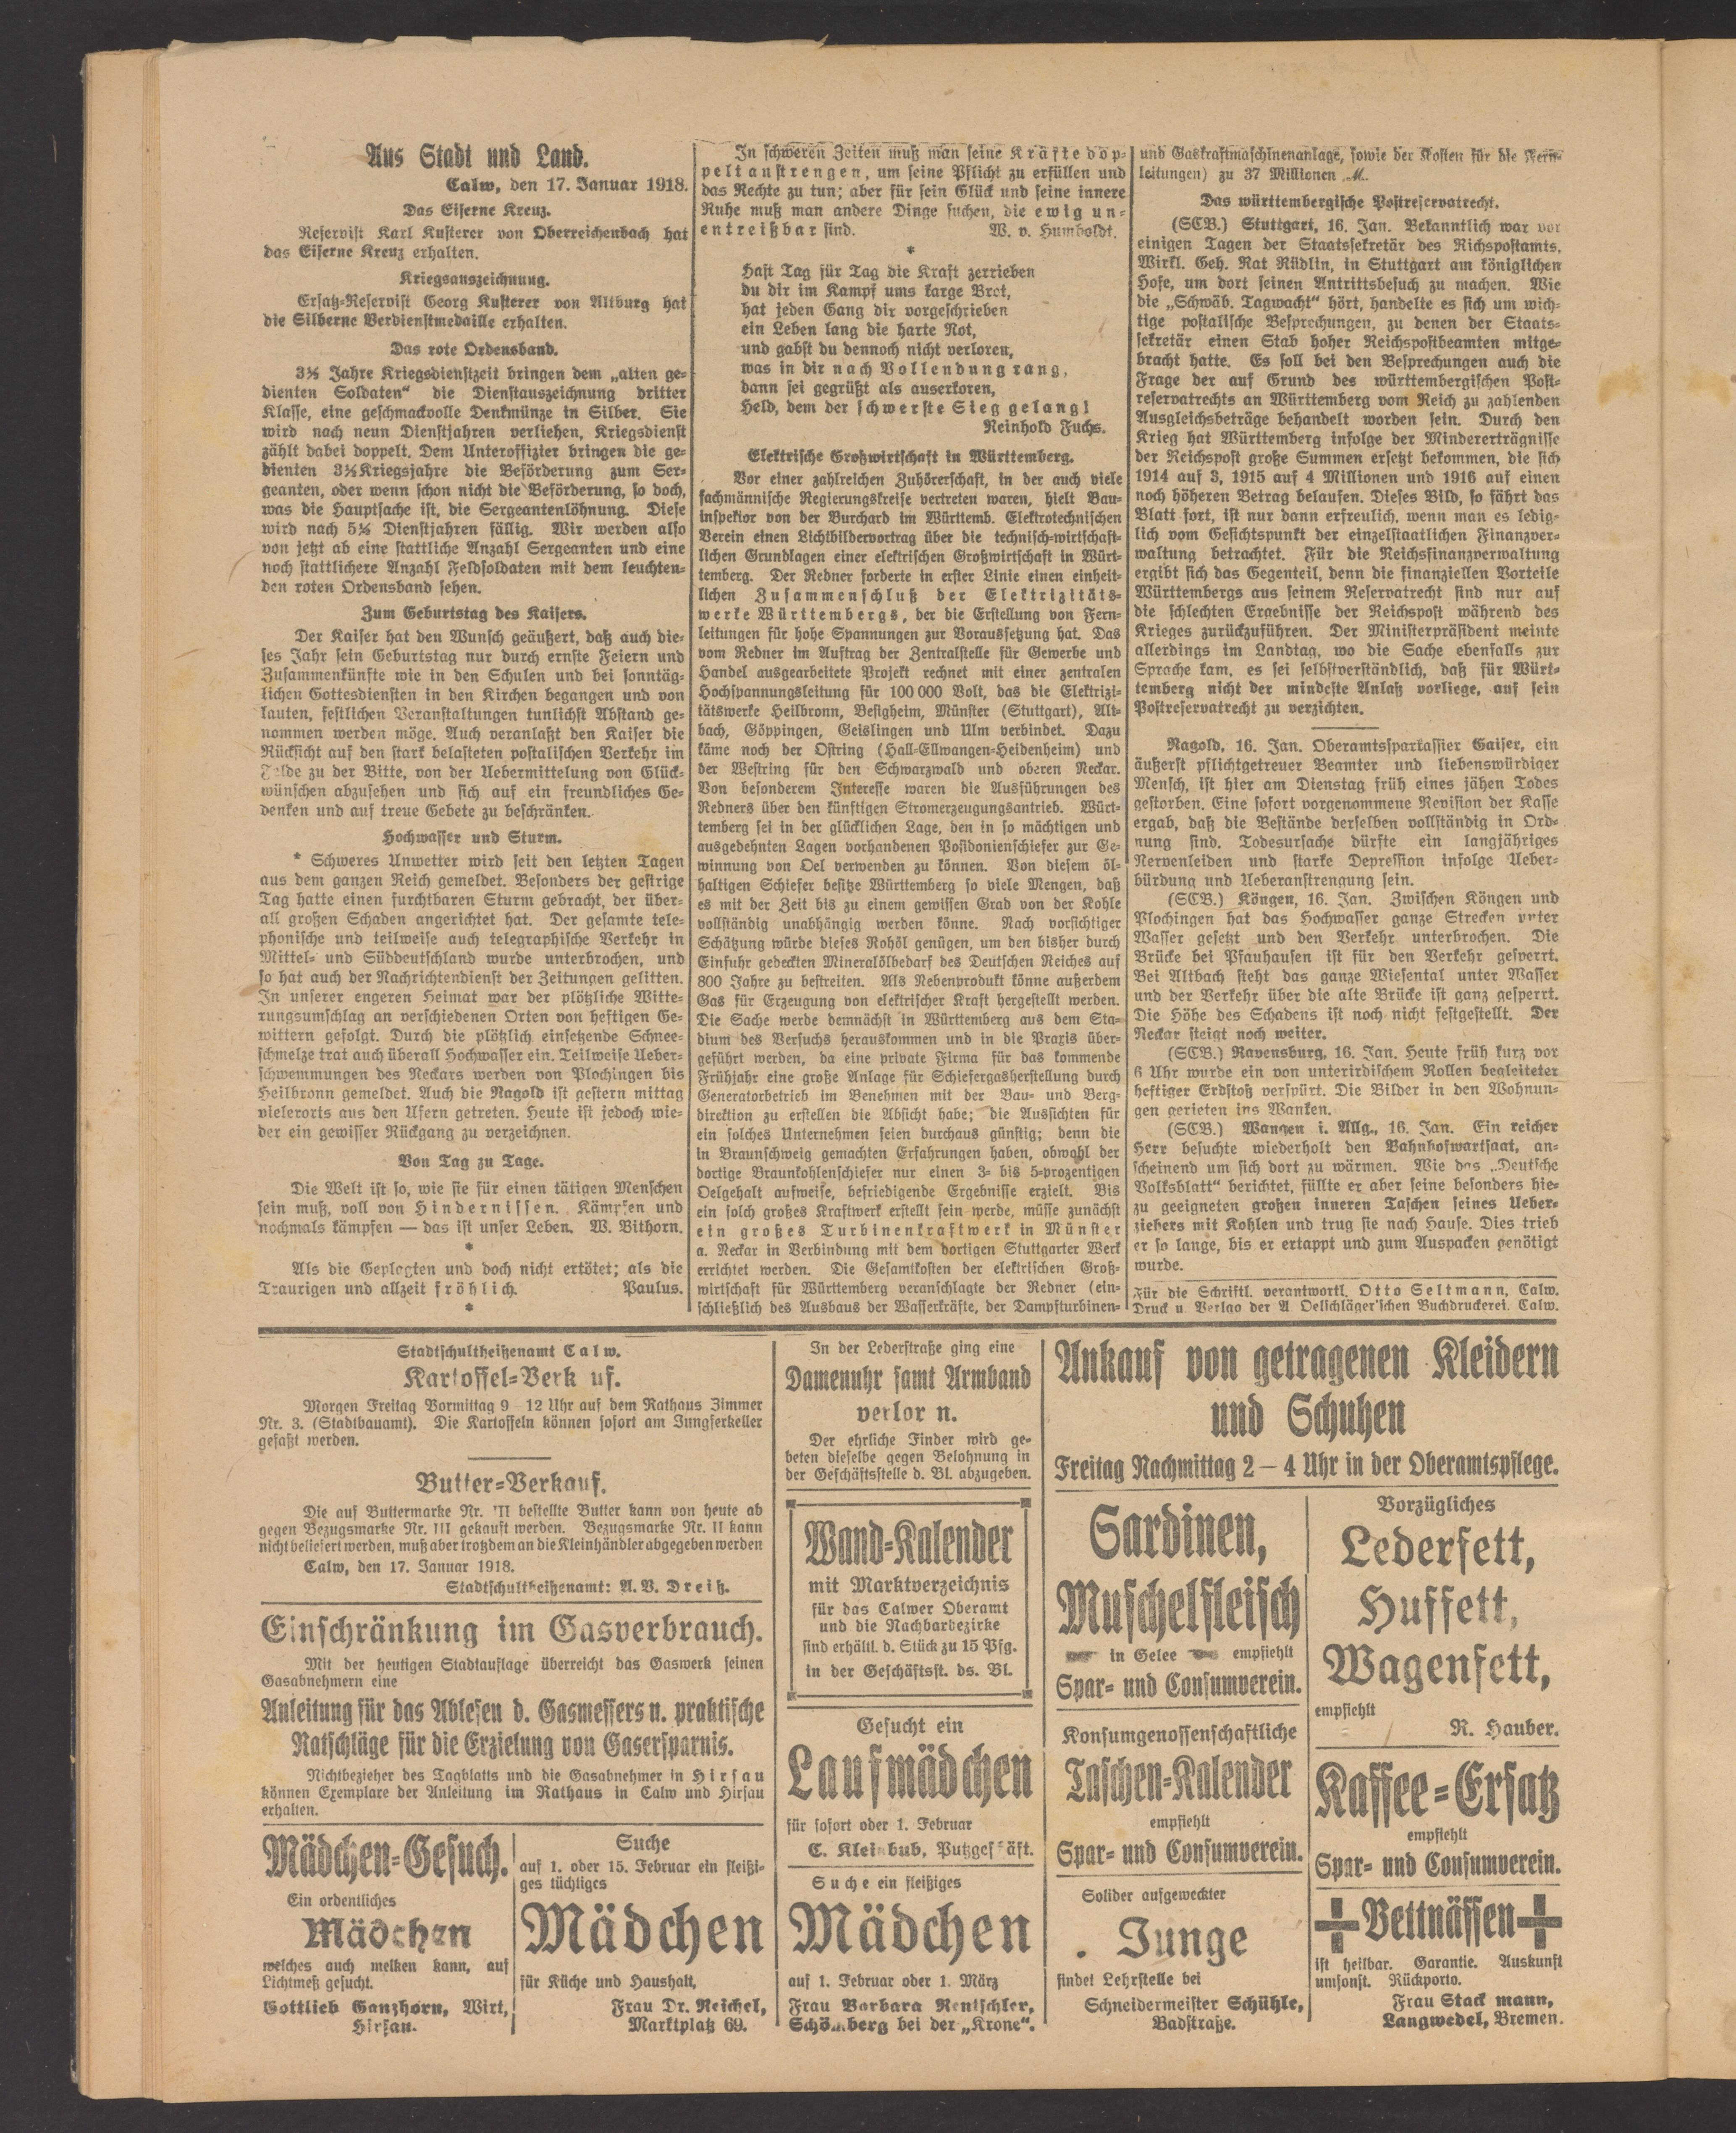 Aus Stadt und Land.
Calw, den 17. Januar 1918.
Das Eiserne Kreuz.
Reservist Karl Kusterer von Oberreichenbach hat
das Eiserne Kreuz erhalten.
Kriegsauszeichnung.
Ersatz-Reservist Georg Kusterer von Altburg hat
die Silberne Verdienstmedaille erhalten.
Das rote Ordensband.
3½ Jahre Kriegsdienstzeit bringen dem „alten ge-
dienten Soldaten“ die Dienstauszeichnung dritter
Klasse, eine geschmackvolle Denkmünze in Silber. Sie
wird nach neun Dienstjahren verliehen, Kriegsdienst
zählt dabei doppelt. Dem Unteroffizier bringen die ge-
dienten 3½ Kriegsjahre die Beförderung zum Ser-
geanten, oder wenn schon nicht die Beförderung, so doch,
was die Hauptsache ist, die Sergeantenlöhnung. Diese
wird nach 5½ Dienstjahren fällig. Wir werden also
von jetzt ab eine stattliche Anzahl Sergeanten und eine
noch stattlichere Anzahl Feldsoldaten mit dem leuchten-
den roten Ordensband sehen.
Zum Geburtstag des Kaisers.
Der Kaiser hat den Wunsch geäußert, daß auch die-
ses Jahr sein Geburtstag nur durch ernste Feiern und
Zusammenkünfte wie in den Schulen und bei sonntäg-
lichen Gottesdiensten in den Kirchen begangen und von
lauten, festlichen Veranstaltungen tunlichst Abstand ge-
nommen werden möge. Auch veranlaßt den Kaiser die
Rücksicht auf den stark belasteten postalischen Verkehr im
Felde zu der Bitte, von der Uebermittelung von Glück-
wünschen abzusehen und sich auf ein freundliches Ge-
denken und auf treue Gebete zu beschränken.
Hochwasser und Sturm.
* Schweres Unwetter wird seit den letzten Tagen
aus dem ganzen Reich gemeldet. Besonders der gestrige
Tag hatte einen furchtbaren Sturm gebracht, der über-
all großen Schaden angerichtet hat. Der gesamte tele-
phonische und teilweise auch telegraphische Verkehr in
Mittel- und Süddeutschland wurde unterbrochen, und
so hat auch der Nachrichtendienst der Zeitungen gelitten.
In unserer engeren Heimat war der plötzliche Witte-
rungsumschlag an verschiedenen Orten von heftigen Ge-
wittern gefolgt. Durch die plötzlich einsetzende Schnee-
schmelze trat auch überall Hochwasser ein. Teilweise Ueber-
schwemmungen des Neckars werden von Plochingen bis
Heilbronn gemeldet. Auch die Nagold ist gestern mittag
vielerorts aus den Ufern getreten. Heute ist jedoch wie-
der ein gewisser Rückgang zu verzeichnen.
Von Tag zu Tage.
Die Welt ist so, wie sie für einen tätigen Menschen
sein muß, voll von Hindernissen. Kämpfen und
nochmals kämpfen — das ist unser Leben. W. Bithorn.
*
Als die Geplagten und doch nicht ertötet; als die
Traurigen und allzeit fröhlich. Paulus.
*
In schweren Zeiten muß man seine Kräfte dop-
pelt anstrengen, um seine Pflicht zu erfüllen und
das Rechte zu tun; aber für sein Glück und seine innere
Ruhe muß man andere Dinge suchen, die ewig un-
entreißbar sind. W. v. Humboldt.
*
Hast Tag für Tag die Kraft zerrieben
du dir im Kampf ums karge Brot,
hat jeden Gang dir vorgeschrieben
ein Leben lang die harte Not,
und gabst du dennoch nicht verloren,
was in dir nach Vollendung rang,
dann sei gegrüßt als auserkoren,
Held, dem der schwerste Sieg gelang!
Reinhold Fuchs.
Elektrische Großwirtschaft in Württemberg.
Vor einer zahlreichen Zuhörerschaft, in der auch viele
fachmännische Regierungskreise vertreten waren, hielt Bau-
inspektor von der Burchard im Württemb. Elektrotechnischen
Verein einen Lichtbildervortrag über die technisch-wirtschaft-
lichen Grundlagen einer elektrischen Großwirtschaft in Würt-
temberg. Der Redner forderte in erster Linie einen einheit-
lichen Zusammenschluß der Elektrizitäts-
werke Württembergs, der die Erstellung von Fern-
leitungen für hohe Spannungen zur Voraussetzung hat. Das
vom Redner im Auftrag der Zentralstelle für Gewerbe und
Handel ausgearbeitete Projekt rechnet mit einer zentralen
Hochspannungsleitung für 100 000 Volt, das die Elektrizi-
tätswerke Heilbronn, Besigheim, Münster (Stuttgart), Alt-
bach, Göppingen, Geislingen und Ulm verbindet. Dazu
käme noch der Ostring (Hall-Ellwangen-Heidenheim) und
der Westring für den Schwarzwald und oberen Neckar.
Von besonderem Interesse waren die Ausführungen des
Redners über den künftigen Stromerzeugungsantrieb. Würt-
temberg sei in der glücklichen Lage, den in so mächtigen und
ausgedehnten Lagen vorhandenen Posidonienschiefer zur Ge-
winnung von Oel verwenden zu können. Von diesem öl-
haltigen Schiefer besitze Württemberg so viele Mengen, daß
es mit der Zeit bis zu einem gewissen Grad von der Kohle
vollständig unabhängig werden könne. Nach vorsichtiger
Schätzung würde dieses Rohöl genügen, um den bisher durch
Einfuhr gedeckten Mineralölbedarf des Deutschen Reiches auf
800 Jahre zu bestreiten. Als Nebenprodukt könne außerdem
Gas für Erzeugung von elektrischer Kraft hergestellt werden.
Die Sache werde demnächst in Württemberg aus dem Sta-
dium des Versuchs herauskommen und in die Praxis über-
geführt werden, da eine private Firma für das kommende
Frühjahr eine große Anlage für Schiefergasherstellung durch
Generatorbetrieb im Benehmen mit der Bau- und Berg-
direktion zu erstellen die Absicht habe; die Aussichten für
ein solches Unternehmen seien durchaus günstig; denn die
in Braunschweig gemachten Erfahrungen haben, obwohl der
dortige Braunkohlenschiefer nur einen 3- bis 5-prozentigen
Oelgehalt aufweise, befriedigende Ergebnisse erzielt. Bis
ein solch großes Kraftwerk erstellt sein werde, müsse zunächst
ein großes Turbinenkraftwerk in Münster
a. Neckar in Verbindung mit dem dortigen Stuttgarter Werk
errichtet werden. Die Gesamtkosten der elektrischen Groß-
wirtschaft für Württemberg veranschlagte der Redner (ein-
schließlich des Ausbaus der Wasserkräfte, der Dampfturbinen-
und Gaskraftmaschinenanlage, sowie der Kosten für die Fern-
leitungen) zu 37 Millionen M.
Das württembergische Postreservatrecht.
(SCB.) Stuttgart, 16. Jan. Bekanntlich war vor
einigen Tagen der Staatssekretär des Richspostamts,
Wirkl. Geh. Rat Rüdlin, in Stuttgart am königlichen
Hofe, um dort seinen Antrittsbesuch zu machen. Wie
die „Schwäb. Tagwacht“ hört, handelte es sich um wich-
tige postalische Besprechungen, zu denen der Staats-
sekretär einen Stab hoher Reichspostbeamten mitge-
bracht hatte. Es soll bei den Besprechungen auch die
Frage der auf Grund des württembergischen Post-
reservatrechts an Württemberg vom Reich zu zahlenden
Ausgleichsbeträge behandelt worden sein. Durch den
Krieg hat Württemberg infolge der Mindererträgnisse
der Reichspost große Summen ersetzt bekommen, die sich
1914 auf 3, 1915 auf 4 Millionen und 1916 auf einen
noch höheren Betrag belaufen. Dieses Bild, so fährt das
Blatt fort, ist nur dann erfreulich, wenn man es ledig-
lich vom Gesichtspunkt der einzelstaatlichen Finanzver-
waltung betrachtet. Für die Reichsfinanzverwaltung
ergibt sich das Gegenteil, denn die finanziellen Vorteile
Württembergs aus seinem Reservatrecht sind nur auf
die schlechten Ergebnisse der Reichspost während des
Krieges zurückzuführen. Der Ministerpräsident meinte
allerdings im Landtag, wo die Sache ebenfalls zur
Sprache kam, es sei selbstverständlich, daß für Würt-
temberg nicht der mindeste Anlaß vorliege, auf sein
Postreservatrecht zu verzichten.
Nagold, 16. Jan. Oberamtssparkassier Gaiser, ein
äußerst pflichtgetreuer Beamter und liebenswürdiger
Mensch, ist hier am Dienstag früh eines jähen Todes
gestorben. Eine sofort vorgenommene Revision der Kasse
ergab, daß die Bestände derselben vollständig in Ord-
nung sind. Todesursache dürfte ein langjähriges
Nervenleiden und starke Depression infolge Ueber-
bürdung und Ueberanstrengung sein.
(SCB.) Köngen, 16. Jan. Zwischen Köngen und
Plochingen hat das Hochwasser ganze Strecken unter
Wasser gesetzt und den Verkehr unterbrochen. Die
Brücke bei Pfauhausen ist für den Verkehr gesperrt.
Bei Altbach steht das ganze Wiesental unter Wasser
und der Verkehr über die alte Brücke ist ganz gesperrt.
Die Höhe des Schadens ist noch nicht festgestellt. Der
Neckar steigt noch weiter.
(SCB.) Ravensburg, 16. Jan. Heute früh kurz vor
6 Uhr wurde ein von unterirdischem Rollen begleiteter
heftiger Erdstoß verspürt. Die Bilder in den Wohnun-
gen gerieten ins Wanken.
(SCB.) Wangen i. Allg., 16. Jan. Ein reicher
Herr besuchte wiederholt den Bahnhofwartsaat, an-
scheinend um sich dort zu wärmen. Wie das „Deutsche
Volksblatt“ berichtet, füllte er aber seine besonders hie-
zu geeigneten großen inneren Taschen seines Ueber-
ziehers mit Kohlen und trug sie nach Hause. Dies trieb
er so lange, bis er ertappt und zum Auspacken genötigt
wurde.
Für die Schriftl. verantwortl. Otto Seltmann, Calw.
Druck u. Verlag der A. Oelschläger'schen Buchdruckerei, Calw.
Stadtschultheißenamt Calw.
Kartoffel-Verk uf.
Morgen Freitag Vormittag 9 12 Uhr auf dem Rathaus Zimmer
Nr. 3. (Stadtbauamt). Die Kartoffeln können sofort am Jungferkeller
gefaßt werden.
Butter-Verkauf.
Die auf Buttermarke Nr. III bestellte Butter kann von heute ab
gegen Bezugsmarke Nr. III gekauft werden. Bezugsmarke Nr. II kann
nicht beliefert werden, muß aber trotzdem an die Kleinhändler abgegeben werden
Calw, den 17. Januar 1918.
Stadtschultheißenamt: A. V. Dreiß.
Einschränkung im Gasverbrauch.
Mit der heutigen Stadtauflage überreicht das Gaswerk seinen
Gasabnehmern eine
Anleitung für das Ablesen d. Gasmessers u. praktische
Ratschläge für die Erzielung von Gasersparnis.
Nichtbezieher des Tagblatts und die Gasabnehmer in Hirsau
können Exemplare der Anleitung im Rathaus in Calw und Hirsau
erhalten.
Mädchen-Gesuch.
Ein ordentliches
Mädchen
welches auch melken kann, auf
Lichtmeß gesucht.
Gottlieb Ganzhorn, Wirt,
Hirsau.
Suche
auf 1. oder 15. Februar ein fleißi-
ges tüchtiges
Mädchen
für Küche und Haushalt,
Frau Dr. Reichel,
Marktplatz 69.
In der Lederstraße ging eine
Damenuhr samt Armband
verlor n.
Der ehrliche Finder wird ge-
beten dieselbe gegen Belohnung in
der Geschäftsstelle d. Bl. abzugeben.
Wand-Kalender
mit Marktverzeichnis
für das Calwer Oberamt
und die Nachbarbezirke
sind erhältl. d. Stück zu 15 Pfg.
in der Geschäftsst. ds. Bl.
Gesucht ein
Laufmädchen
für sofort oder 1. Februar
C. Kleinbub, Putzgeschäft.
Suche ein fleißiges
Mädchen
auf 1. Februar oder 1. März
Frau Barbara Rentschler,
Schömberg bei der „Krone“.
Ankauf von getragenen Kleidern
und Schuhen
Freitag Nachmittag 2 — 4 Uhr in der Oberamtspflege.
Sardinen,
Muschelfleisch
in Gelee empfiehlt
Spar- und Consumverein.
Konsumgenossenschaftliche
Taschen-Kalender
empfiehlt
Spar- und Consumverein.
Solider aufgeweckter
Junge
findet Lehrstelle bei
Schneidermeister Schühle,
Badstraße.
Vorzügliches
Lederfett,
Huffett,
Wagenfett,
empfiehlt
R. Hauber.
Kaffee-Ersatz
empfiehlt
Spar- und Consumverein.
Bettnässen
ist heilbar. Garantie. Auskunft
umsonst. Rückporto.
Frau Stack mann,
Langwedel, Bremen.